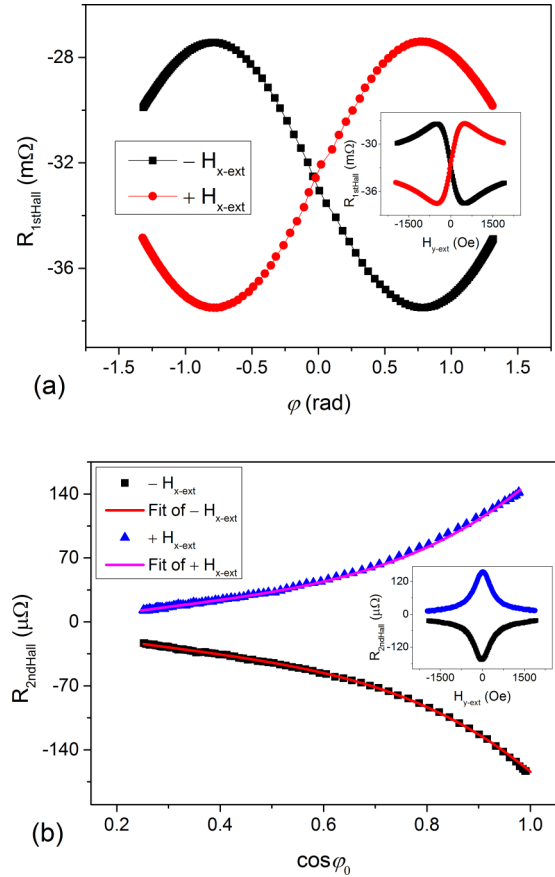 -28
-32
-36
R1stHall (mΩ)
− Hx-ext
+ Hx-ext
-30
-36
R1stHall (mΩ)
-1500 0 1500
Hy-ext (Oe)
-1.5 -1.0 -0.5 0.0 0.5 1.0 1.5
(a)
φ (rad)
140
70
0
-70
-140
R2ndHall (μΩ)
− Hx-ext
Fit of − Hx-ext
+ Hx-ext
Fit of + Hx-ext
120
0
-120
R2ndHall (μΩ)
-1500 0 1500
Hy-ext (Oe)
0.2 0.4 0.6 0.8 1.0
(b)
cosφ0